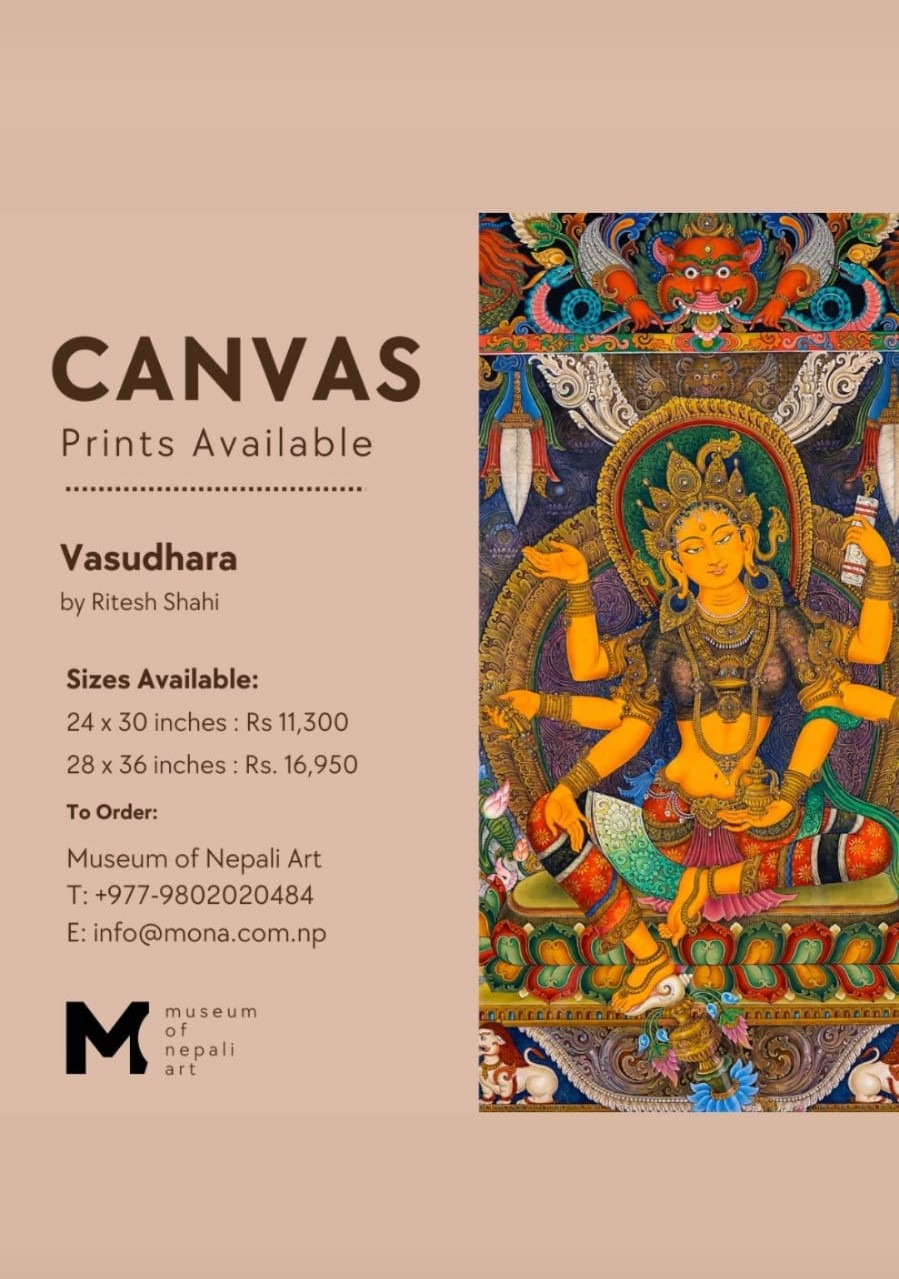 CANVAS
Prints Available
Vasudhara
by Ritesh Shahi
Sizes Available:
24 x 30 inches : Rs 11,300
28 x 36 inches : Rs. 16,950
To Order:
Museum of Nepali Art
T: +977-9802020484
E: info@mona.com.np
M
museum
of
nepali
art